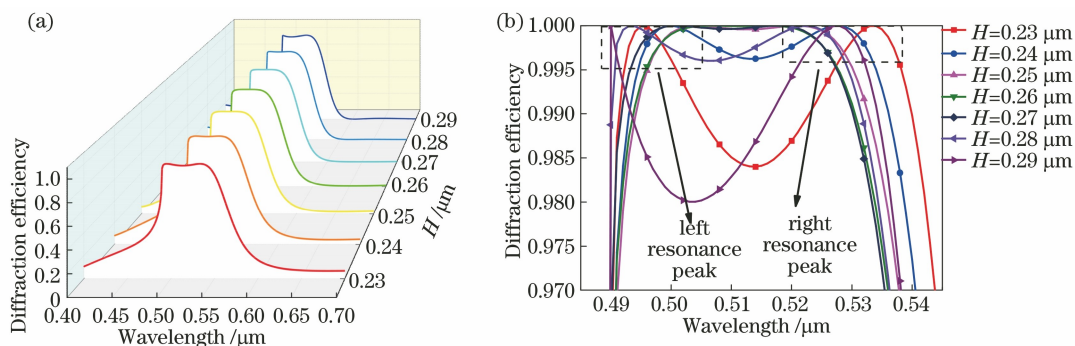 (a)
Diffraction efficiency
1.0
0.8
0.6
0.4
0.2
0
0.40 0.45 0.50 0.55 0.60 0.65 0.70
Wavelength /μm
0.29
0.28
0.27
0.26
0.25
0.24
0.23
H /μm
(b)
Diffraction efficiency
1.000
0.995
0.990
0.985
0.980
0.975
0.970
0.49 0.50 0.51 0.52 0.53 0.54
Wavelength /μm
left
resonance
peak
right
resonance
peak
H=0.23 μm
H=0.24 μm
H=0.25 μm
H=0.26 μm
H=0.27 μm
H=0.28 μm
H=0.29 μm